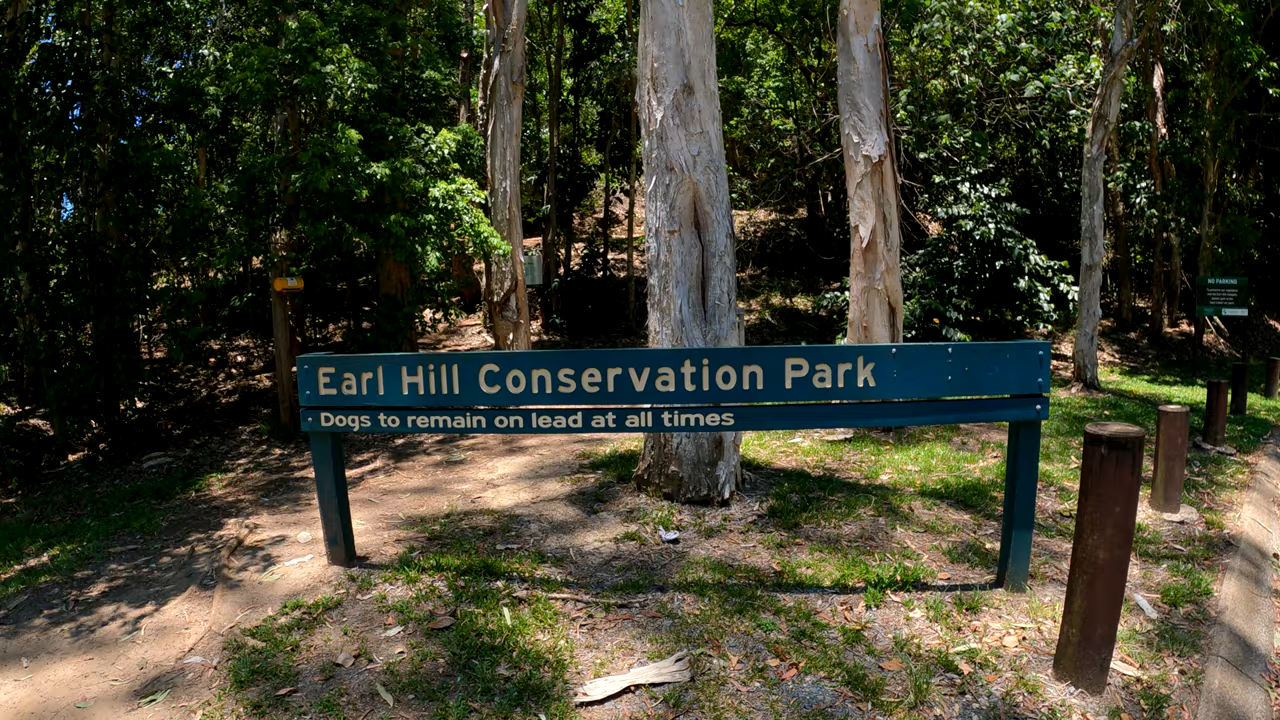 Earl Hill Conservation Park
Dogs to remain on lead at all times
NO PARKING